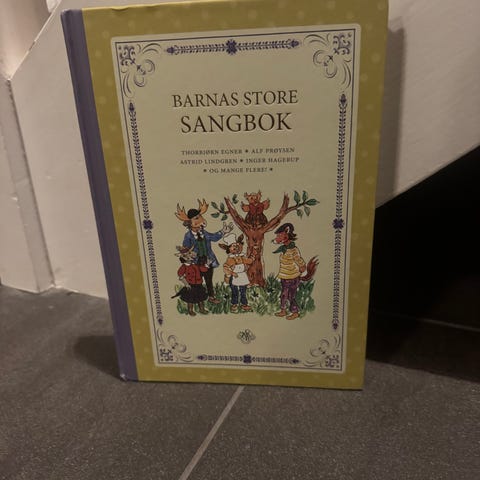 BARNAS STORE
SANGBOK
THORBJØRN EGNER ★ ALF PRØYSEN
ASTRID LINDGREN ★ INGER HAGERUP
★ OG MANGE FLERE! ★